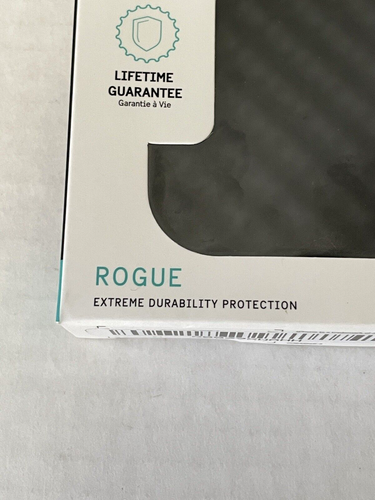 LIFETIME
GUARANTEE
Garantie à Vie
ROGUE
EXTREME DURABILITY PROTECTION